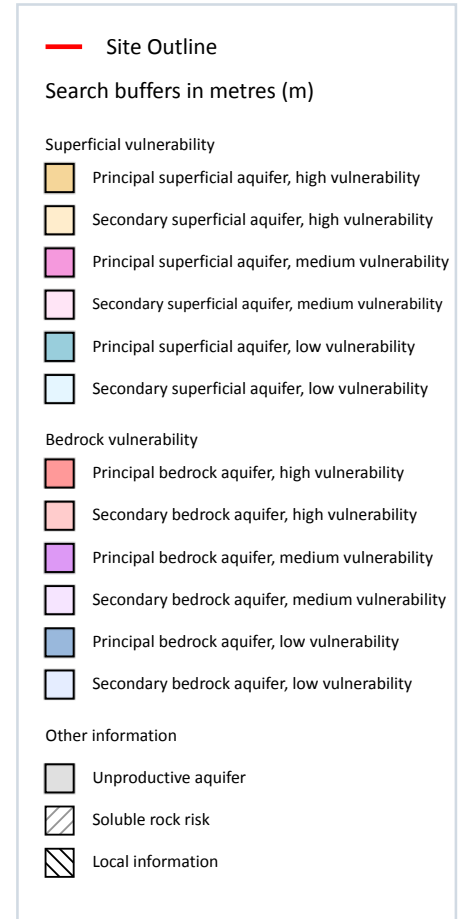 Site Outline
Search buffers in metres (m)
Superficial vulnerability
Principal superficial aquifer, high vulnerability
Secondary superficial aquifer, high vulnerability
Principal superficial aquifer, medium vulnerability
Secondary superficial aquifer, medium vulnerability
Principal superficial aquifer, low vulnerability
Secondary superficial aquifer, low vulnerability
Bedrock vulnerability
Principal bedrock aquifer, high vulnerability
Secondary bedrock aquifer, high vulnerability
Principal bedrock aquifer, medium vulnerability
Secondary bedrock aquifer, medium vulnerability
Principal bedrock aquifer, low vulnerability
Secondary bedrock aquifer, low vulnerability
Other information
Unproductive aquifer
Soluble rock risk
Local information